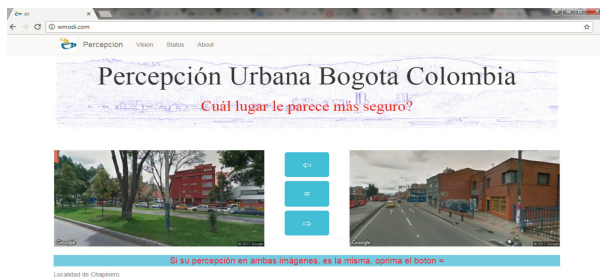 wmodi.com
Percepcion Vision Status About
Percepción Urbana Bogota Colombia
Cuál lugar le parece más seguro?
⇦
=
⇨
Google
Google
Si su percepción en ambas imágenes, es la misma, oprima el boton =
Localidad de Chapinero